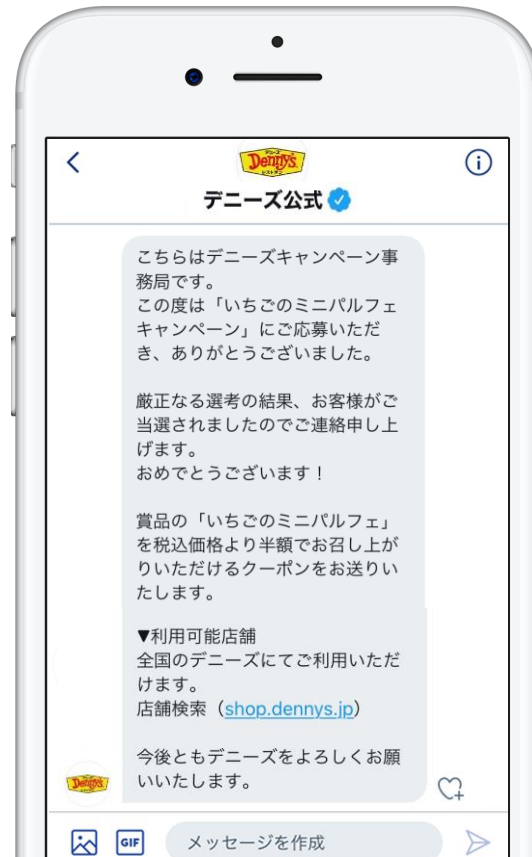 デニーズ
Denny's
レストラン
デニーズ公式
こちらはデニーズキャンペーン事
務局です。
この度は「いちごのミニパルフェ
キャンペーン」にご応募いただ
き、ありがとうございました。
厳正なる選考の結果、お客様がご
当選されましたのでご連絡申し上
げます。
おめでとうございます！
賞品の「いちごのミニパルフェ」
を税込価格より半額でお召し上が
りいただけるクーポンをお送りい
たします。
▼利用可能店舗
全国のデニーズにてご利用いただ
けます。
店舗検索（shop.dennys.jp）
今後ともデニーズをよろしくお願
いいたします。
Denny's
GIF
メッセージを作成